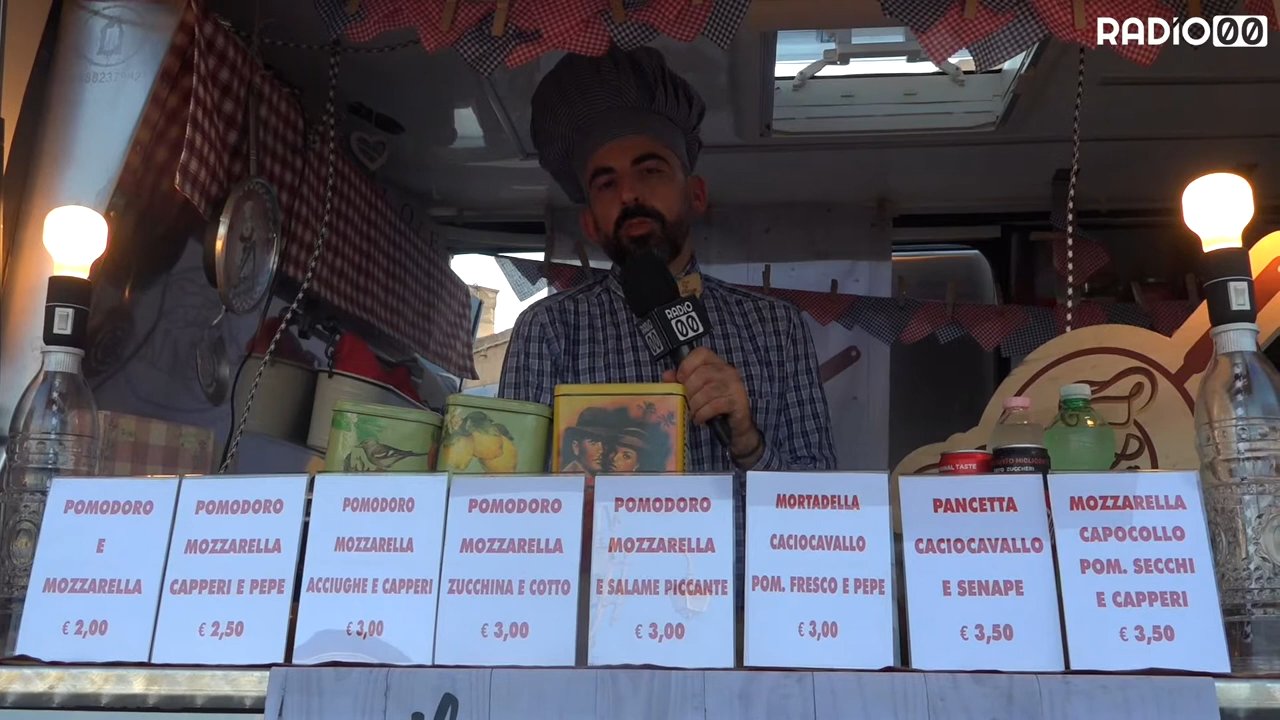 RADIO00
RADIO
00
POMODORO
E
MOZZARELLA
€ 2,00
POMODORO
MOZZARELLA
CAPPERI E PEPE
€ 2,50
POMODORO
MOZZARELLA
ACCIUGHE E CAPPERI
€ 3,00
POMODORO
MOZZARELLA
ZUCCHINA E COTTO
€ 3,00
POMODORO
MOZZARELLA
E SALAME PICCANTE
€ 3,00
MORTADELLA
CACIOCAVALLO
POM. FRESCO E PEPE
€ 3,00
PANCETTA
CACIOCAVALLO
E SENAPE
€ 3,50
MOZZARELLA
CAPOCOLLO
POM. SECCHI
E CAPPERI
€ 3,50